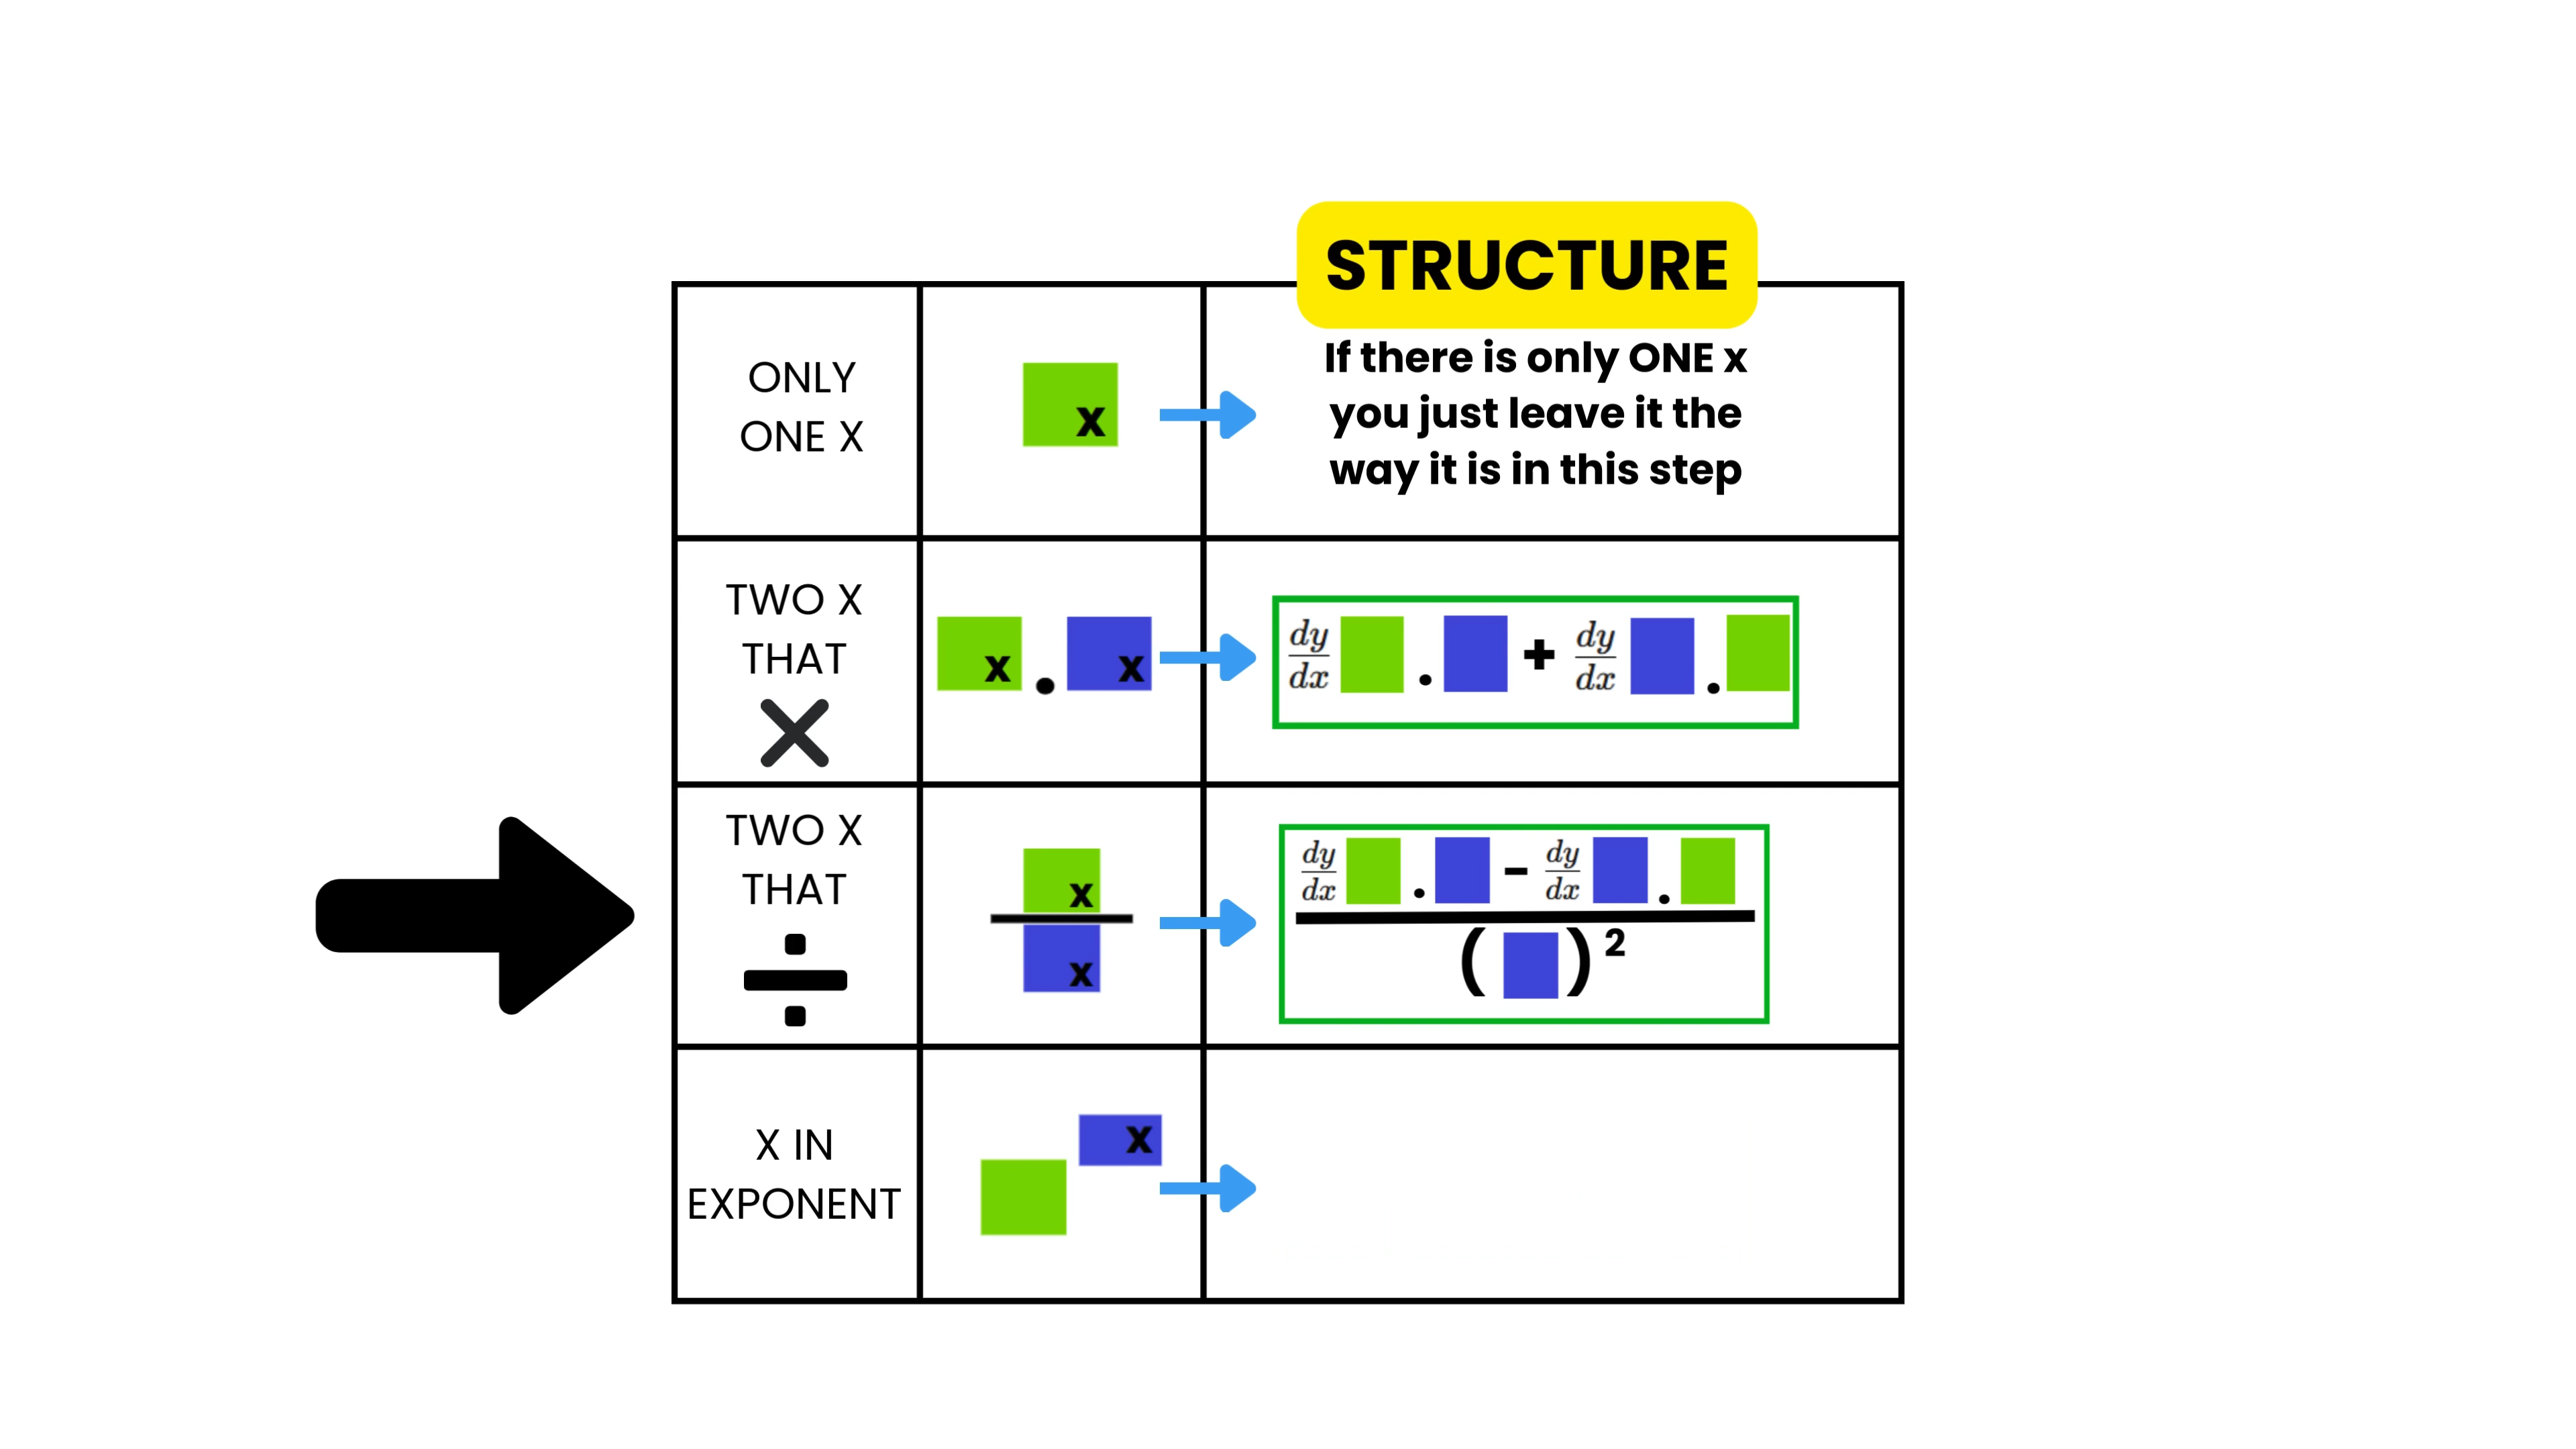 STRUCTURE
ONLY
ONE X
x
If there is only ONE x
you just leave it the
way it is in this step
TWO X
THAT
×
x . x
dy/dx . + dy/dx .
TWO X
THAT
÷
x
x
dy/dx . - dy/dx .
( )²
X IN
EXPONENT
x